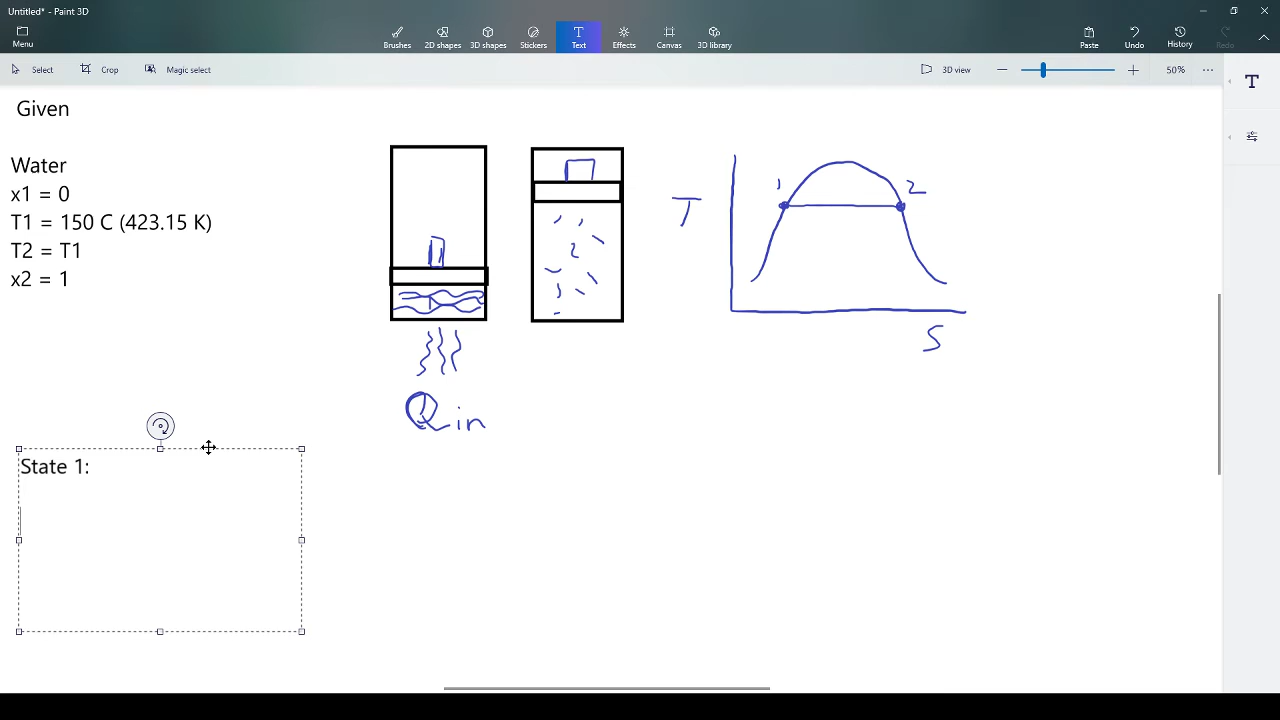 Untitled* - Paint 3D
Menu
Brushes
2D shapes
3D shapes
Stickers
Text
Effects
Canvas
3D library
Paste
Undo
History
Redo
Select
Crop
Magic select
3D view
50%
Given
Water
x1 = 0
T1 = 150 C (423.15 K)
T2 = T1
x2 = 1
1
2
Q in
T
1
2
S
State 1: